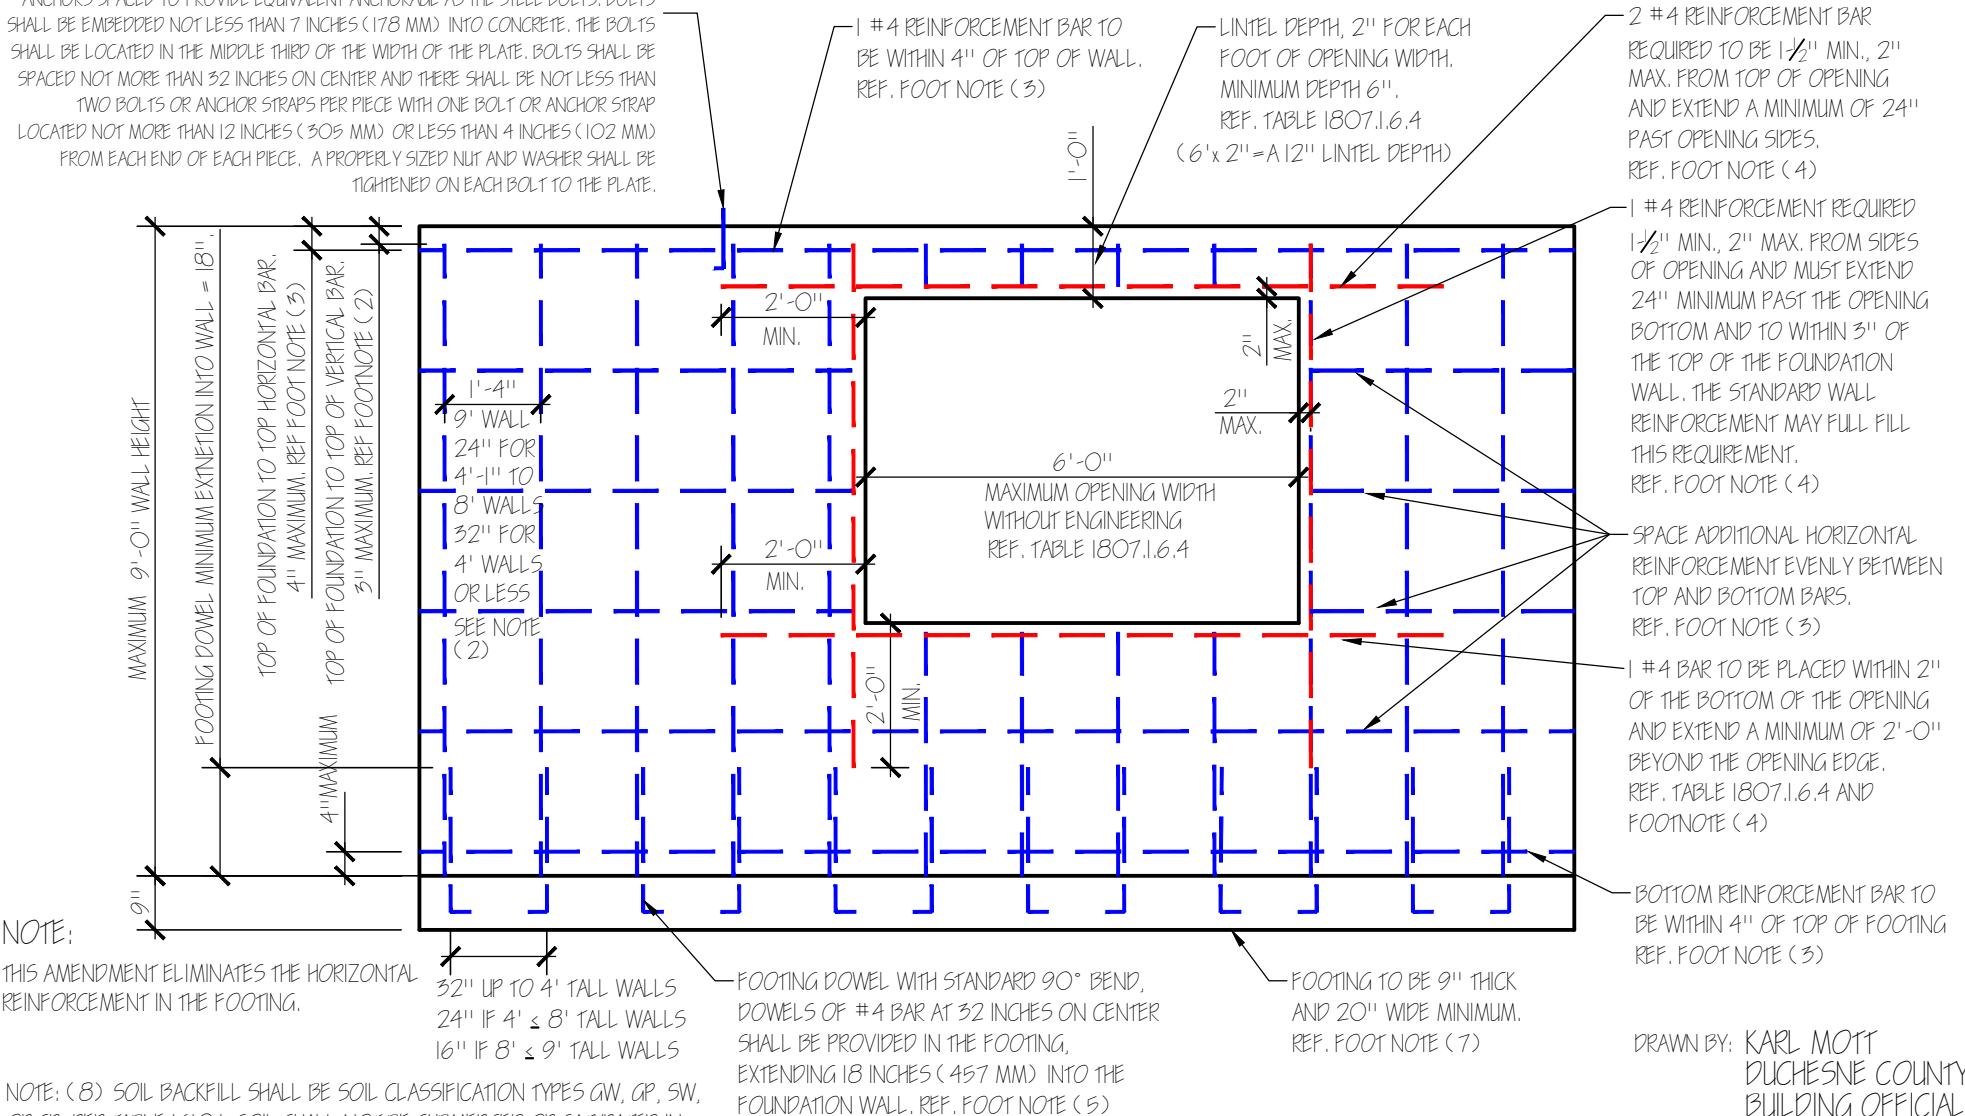 ANCHORS SPACED TO PROVIDE EQUIVALENT ANCHORAGE AS THE STEEL BOLTS. BOLTS
SHALL BE EMBEDDED NOT LESS THAN 7 INCHES (178 MM) INTO CONCRETE. THE BOLTS
SHALL BE LOCATED IN THE MIDDLE THIRD OF THE WIDTH OF THE PLATE. BOLTS SHALL BE
SPACED NOT MORE THAN 32 INCHES ON CENTER AND THERE SHALL BE NOT LESS THAN
TWO BOLTS OR ANCHOR STRAPS PER PIECE WITH ONE BOLT OR ANCHOR STRAP
LOCATED NOT MORE THAN 12 INCHES (305 MM) OR LESS THAN 4 INCHES (102 MM)
FROM EACH END OF EACH PIECE. A PROPERLY SIZED NUT AND WASHER SHALL BE
TIGHTENED ON EACH BOLT TO THE PLATE.
1 #4 REINFORCEMENT BAR TO
BE WITHIN 4" OF TOP OF WALL.
REF. FOOT NOTE (3)
LINTEL DEPTH, 2" FOR EACH
FOOT OF OPENING WIDTH.
MINIMUM DEPTH 6".
REF. TABLE 1807.1.6.4
(6'x 2"=A 12" LINTEL DEPTH)
1'-0"
2 #4 REINFORCEMENT BAR
REQUIRED TO BE 1-1/2" MIN., 2"
MAX. FROM TOP OF OPENING
AND EXTEND A MINIMUM OF 24"
PAST OPENING SIDES.
REF. FOOT NOTE (4)
1 #4 REINFORCEMENT REQUIRED
1-1/2" MIN., 2" MAX. FROM SIDES
OF OPENING AND MUST EXTEND
24" MINIMUM PAST THE OPENING
BOTTOM AND TO WITHIN 3" OF
THE TOP OF THE FOUNDATION
WALL. THE STANDARD WALL
REINFORCEMENT MAY FULL FILL
THIS REQUIREMENT.
REF. FOOT NOTE (4)
SPACE ADDITIONAL HORIZONTAL
REINFORCEMENT EVENLY BETWEEN
TOP AND BOTTOM BARS.
REF. FOOT NOTE (3)
1 #4 BAR TO BE PLACED WITHIN 2"
OF THE BOTTOM OF THE OPENING
AND EXTEND A MINIMUM OF 2'-0"
BEYOND THE OPENING EDGE.
REF. TABLE 1807.1.6.4 AND
FOOTNOTE (4)
BOTTOM REINFORCEMENT BAR TO
BE WITHIN 4" OF TOP OF FOOTING
REF. FOOT NOTE (3)
MAXIMUM 9'-0" WALL HEIGHT
FOOTING DOWEL MINIMUM EXTNETION INTO WALL = 18".
TOP OF FOUNDATION TO TOP HORIZONTAL BAR.
4" MAXIMUM. REF FOOT NOTE (3)
TOP OF FOUNDATION TO TOP OF VERTICAL BAR.
3" MAXIMUM. REF FOOTNOTE (2)
4" MAXIMUM
9"
1'-4"
9' WALL
24" FOR
4'-1" TO
8' WALLS
32" FOR
4' WALLS
OR LESS
SEE NOTE
(2)
2'-0"
MIN.
2"
MAX.
2"
MAX.
6'-0"
MAXIMUM OPENING WIDTH
WITHOUT ENGINEERING
REF. TABLE 1807.1.6.4
2'-0"
MIN.
2'-0"
MIN.
NOTE:
THIS AMENDMENT ELIMINATES THE HORIZONTAL
REINFORCEMENT IN THE FOOTING.
32" UP TO 4' TALL WALLS
24" IF 4' ≤ 8' TALL WALLS
16" IF 8' ≤ 9' TALL WALLS
FOOTING DOWEL WITH STANDARD 90° BEND,
DOWELS OF #4 BAR AT 32 INCHES ON CENTER
SHALL BE PROVIDED IN THE FOOTING,
EXTENDING 18 INCHES (457 MM) INTO THE
FOUNDATION WALL. REF. FOOT NOTE (5)
FOOTING TO BE 9" THICK
AND 20" WIDE MINIMUM.
REF. FOOT NOTE (7)
DRAWN BY: KARL MOTT
DUCHESNE COUNTY
BUILDING OFFICIAL
NOTE: (8) SOIL BACKFILL SHALL BE SOIL CLASSIFICATION TYPES GW, GP, SW,